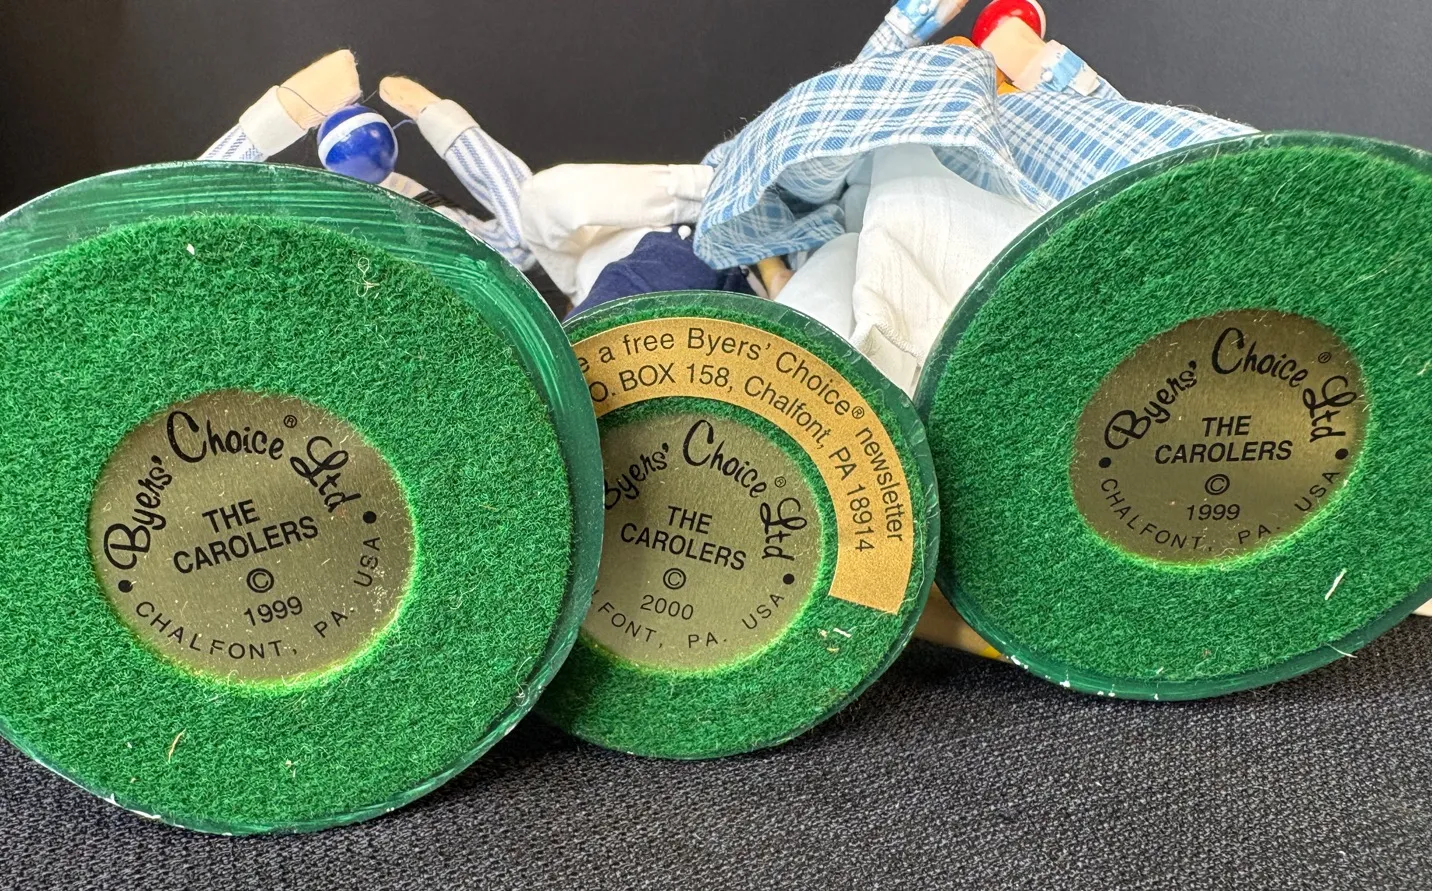 Byers' Choice® Ltd
THE
CAROLERS
©
1999
• CHALFONT, PA. USA •
a free Byers' Choice® newsletter
O. BOX 158, Chalfont, PA 18914
Byers' Choice® Ltd
THE
CAROLERS
©
2000
FONT, PA. USA •
Byers' Choice® Ltd
THE
CAROLERS
©
1999
• CHALFONT, PA. USA •